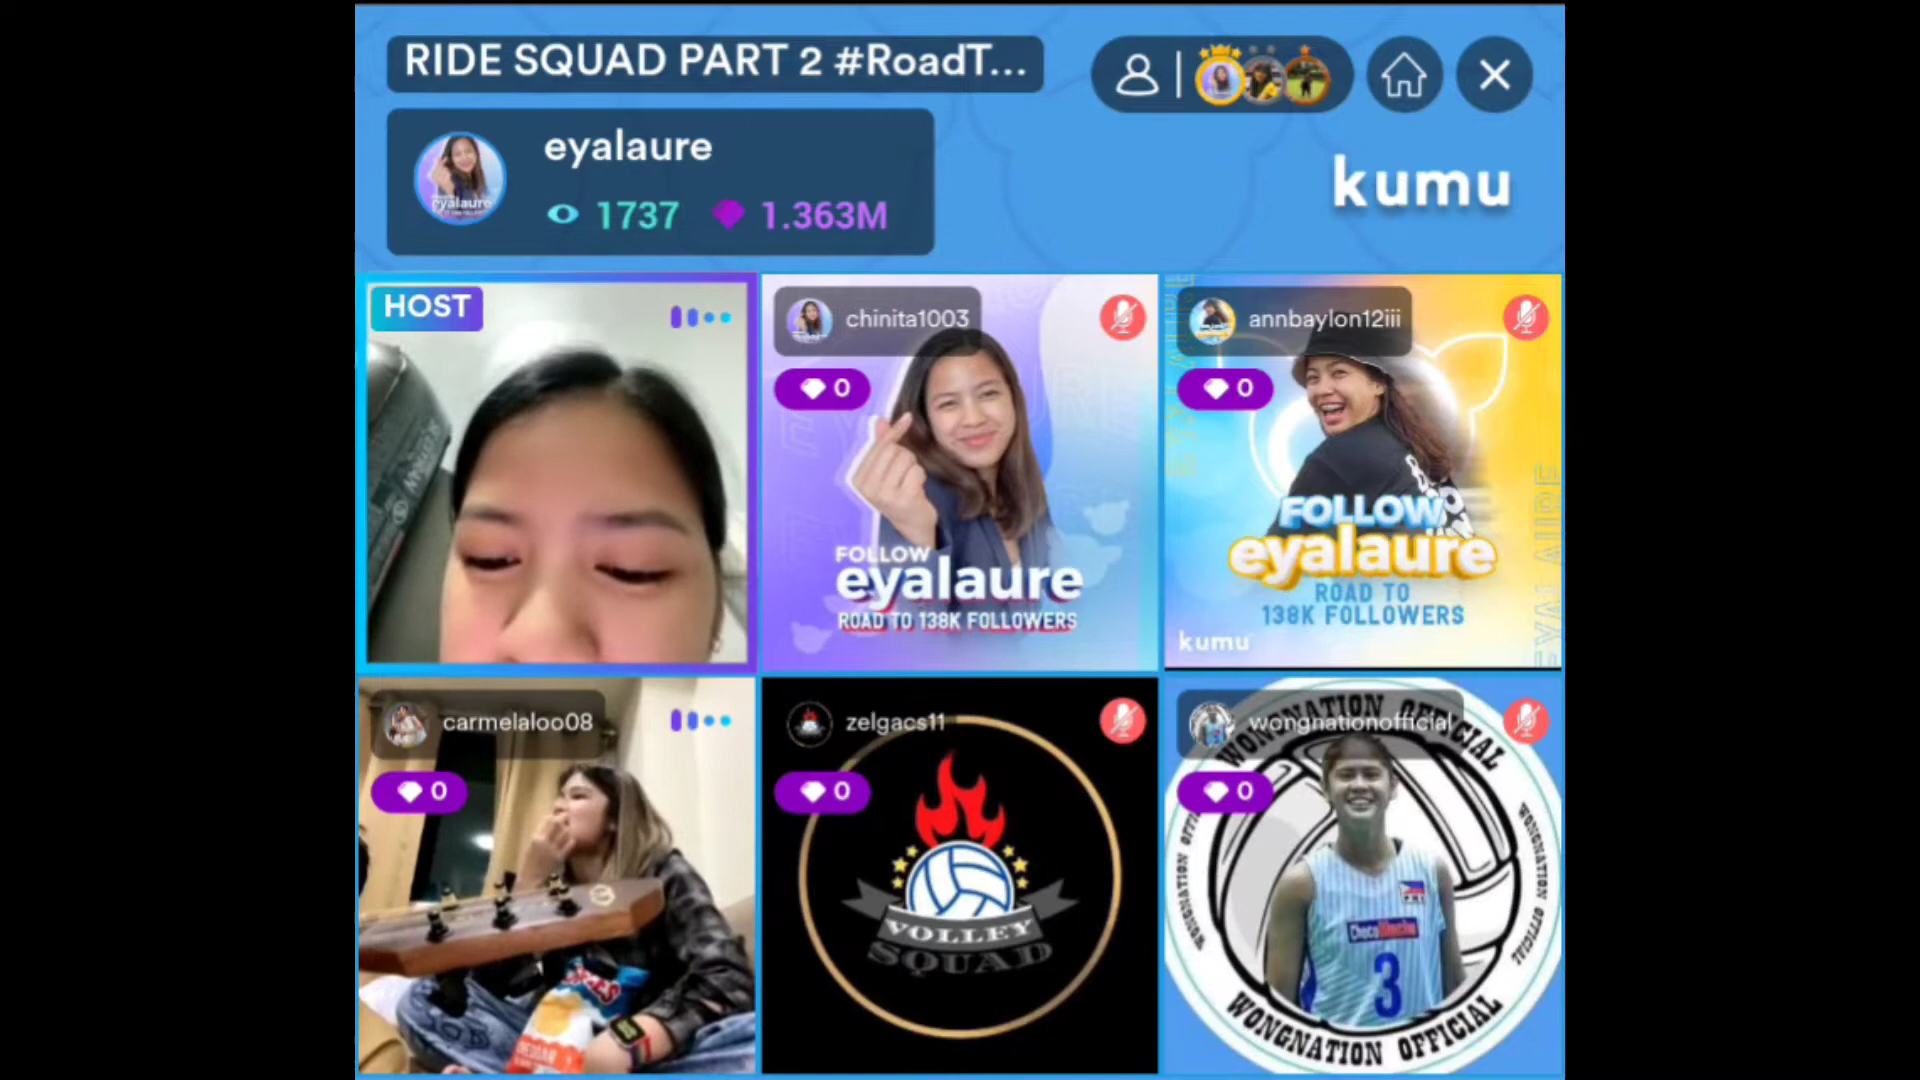 RIDE SQUAD PART 2 #RoadT...
eyalaure
1737 1.363M
kumu
HOST
chinita1003
0
FOLLOW
eyalaure
ROAD TO 138K FOLLOWERS
annbaylon12iii
0
FOLLOW
eyalaure
ROAD TO
138K FOLLOWERS
kumu
carmelaloo08
0
zelgacs11
0
VOLLEY
SQUAD
wongnationofficial
0
WONGNATION OFFICIAL
3
WONGNATION OFFICIAL